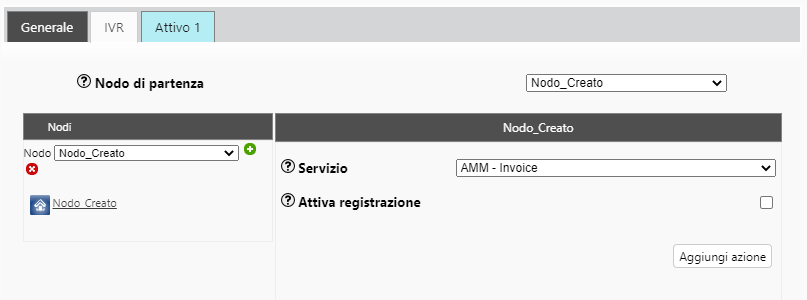 Generale IVR Attivo 1
Nodo di partenza Nodo_Creato
Nodi Nodo_Creato
Nodo Nodo_Creato
Servizio AMM - Invoice
Nodo_Creato Attiva registrazione
Aggiungi azione